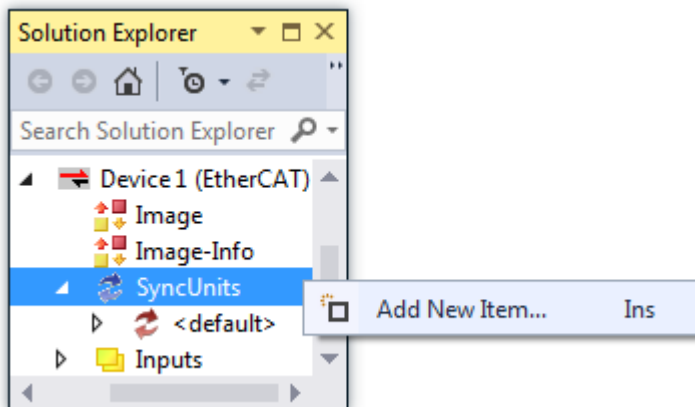 Solution Explorer
Search Solution Explorer
Device 1 (EtherCAT)
Image
Image-Info
SyncUnits
Add New Item... Ins
<default>
Inputs